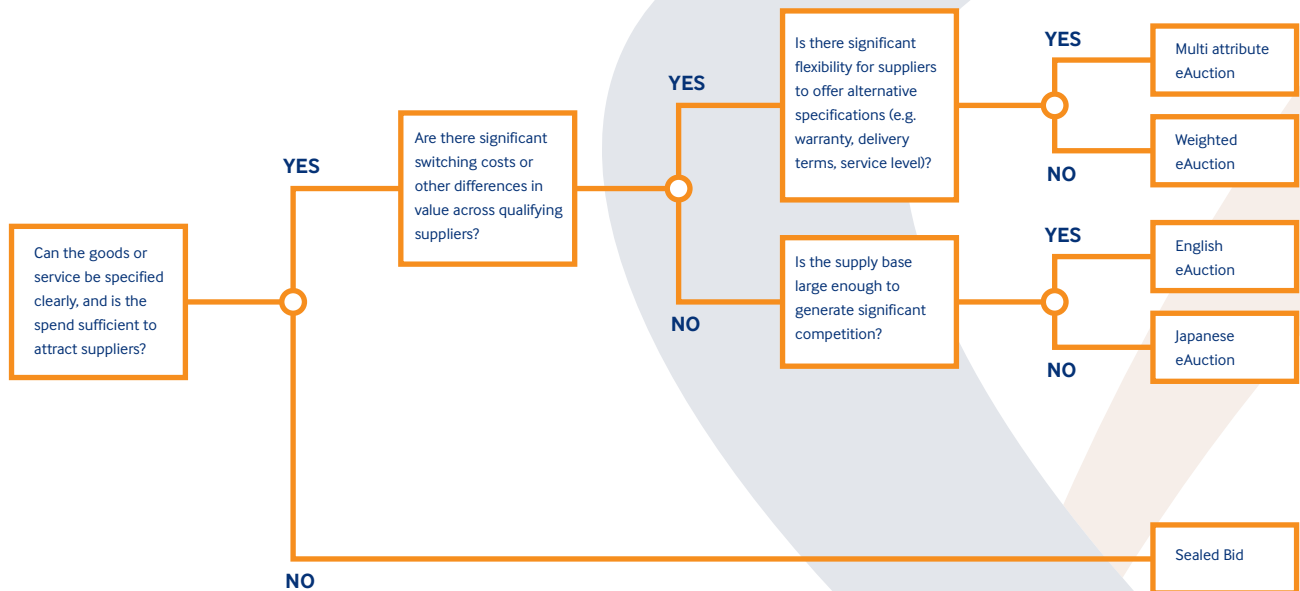 Can the goods or
service be specified
clearly, and is the
spend sufficient to
attract suppliers?
YES
NO
Are there significant
switching costs or
other differences in
value across qualifying
suppliers?
YES
NO
Is there significant
flexibility for suppliers
to offer alternative
specifications (e.g.
warranty, delivery
terms, service level)?
YES
NO
Multi attribute
eAuction
Weighted
eAuction
Is the supply base
large enough to
generate significant
competition?
YES
NO
English
eAuction
Japanese
eAuction
Sealed Bid